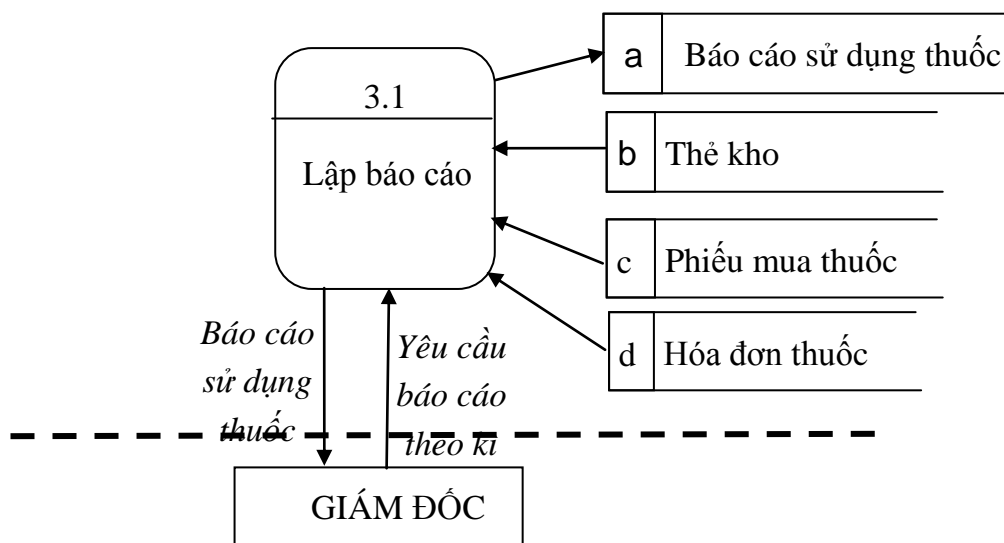 3.1
Lập báo cáo
a Báo cáo sử dụng thuốc
b Thẻ kho
c Phiếu mua thuốc
d Hóa đơn thuốc
Báo cáo
sử dụng
thuốc
Yêu cầu
báo cáo
theo kì
GIÁM ĐỐC